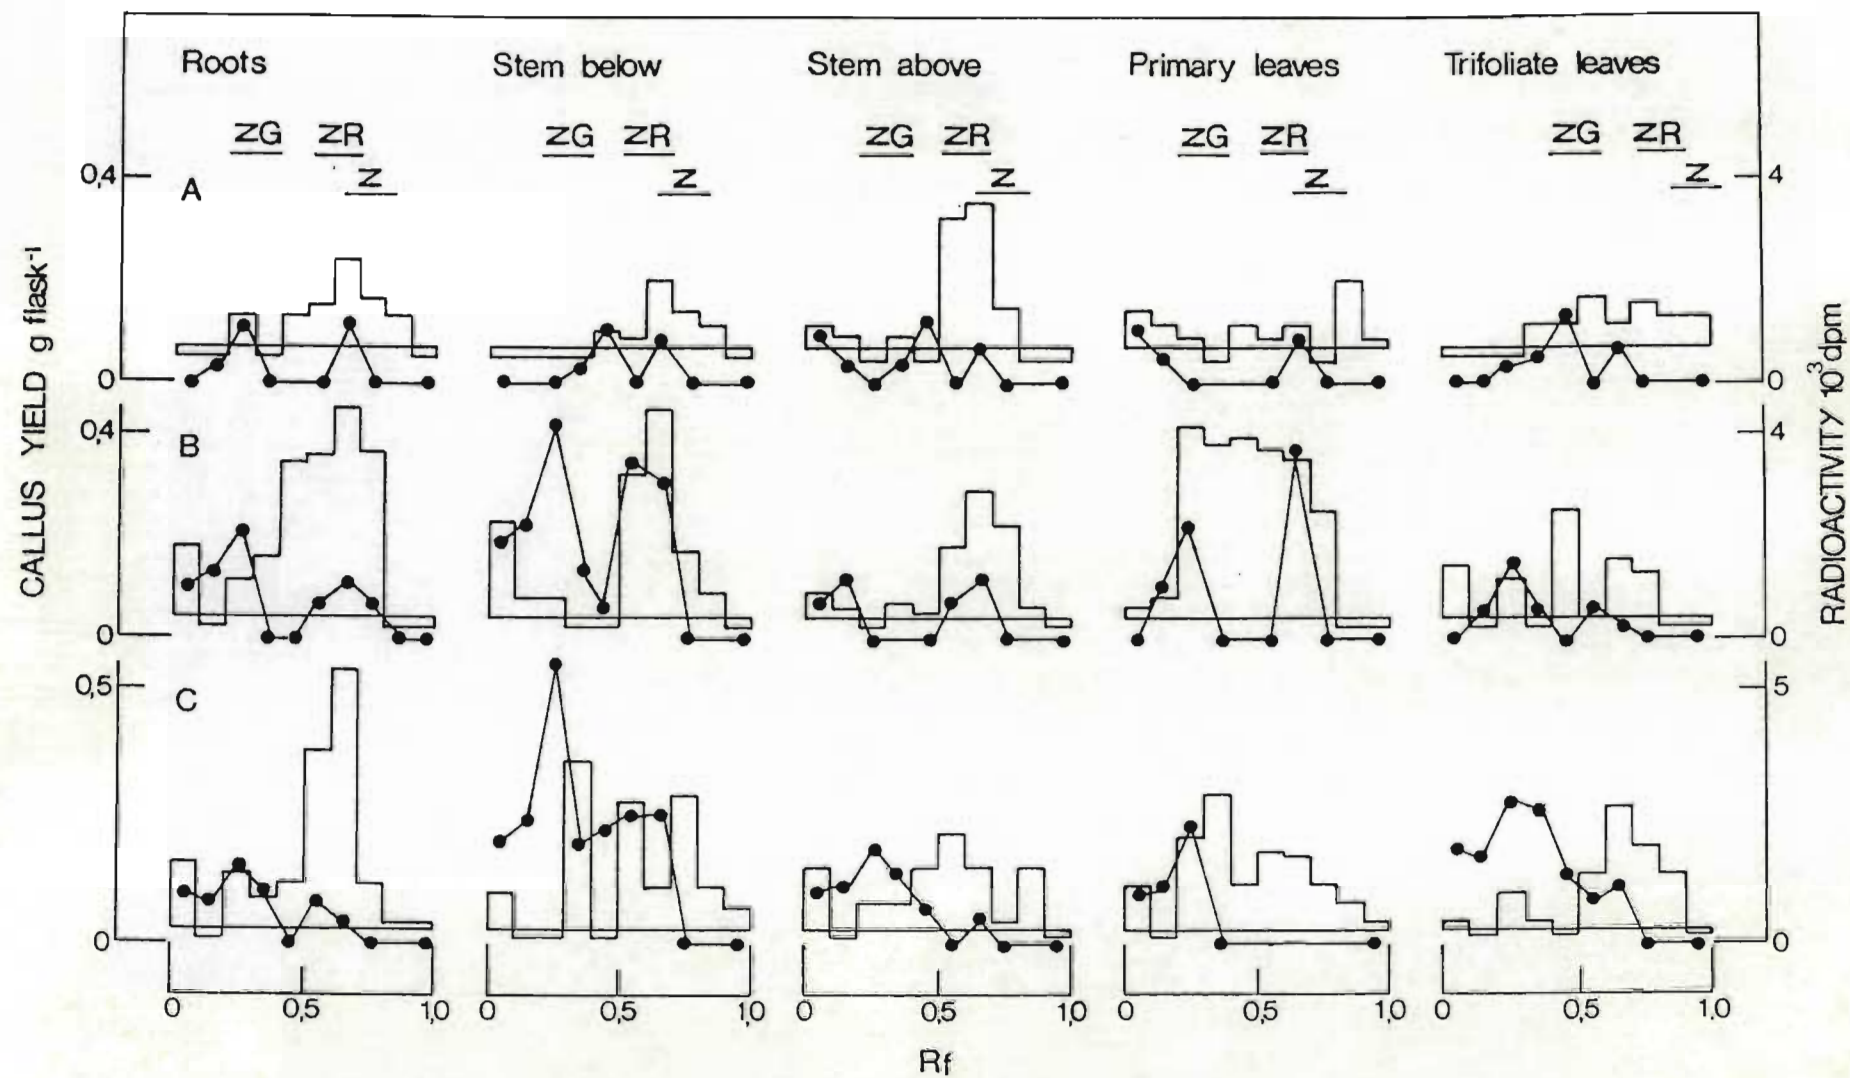 Roots Stem below Stem above Primary leaves Trifoliate leaves
ZG ZR ZG ZR ZG ZR ZG ZR ZG ZR
Z Z Z Z Z
0,4 A 4
0 0
0,4 B 4
0 0
0,5 C 5
0 0
0 0,5 1,0 0 0,5 1,0 0 0,5 1,0 0 0,5 1,0 0 0,5 1,0
Rf
CALLUS YIELD g flask-1
RADIOACTIVITY 10³ dpm